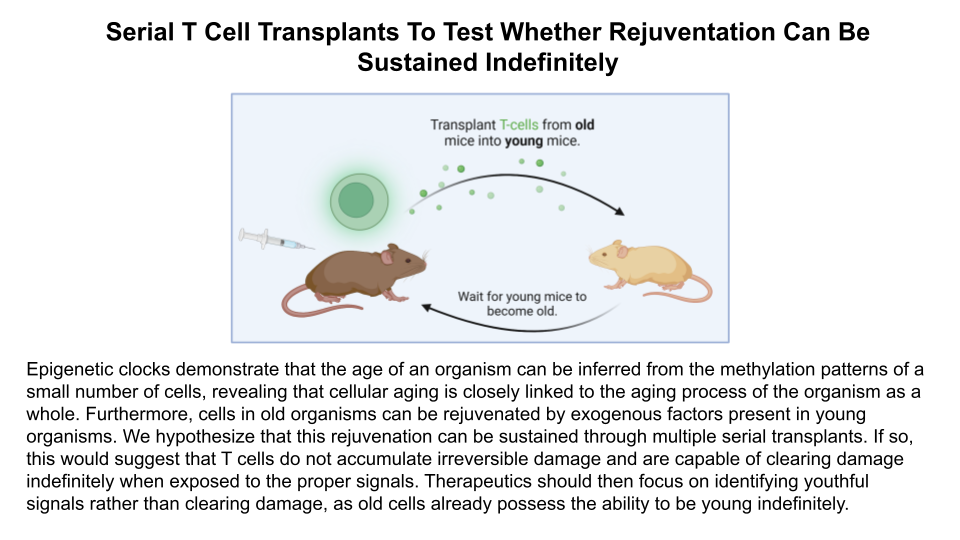 Serial T Cell Transplants To Test Whether Rejuventation Can Be
Sustained Indefinitely
Transplant T-cells from old
mice into young mice.
Wait for young mice to
become old.
Epigenetic clocks demonstrate that the age of an organism can be inferred from the methylation patterns of a
small number of cells, revealing that cellular aging is closely linked to the aging process of the organism as a
whole. Furthermore, cells in old organisms can be rejuvenated by exogenous factors present in young
organisms. We hypothesize that this rejuvenation can be sustained through multiple serial transplants. If so,
this would suggest that T cells do not accumulate irreversible damage and are capable of clearing damage
indefinitely when exposed to the proper signals. Therapeutics should then focus on identifying youthful
signals rather than clearing damage, as old cells already possess the ability to be young indefinitely.